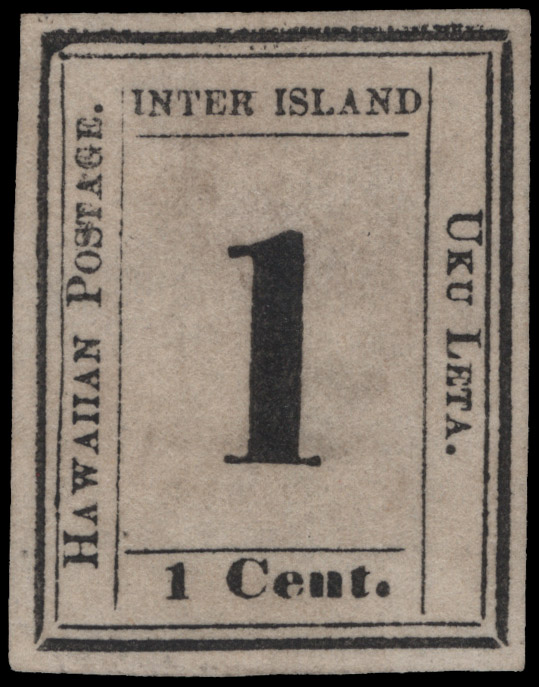 INTER ISLAND
HAWAIIAN POSTAGE.
1
UKU LETA.
1 Cent.